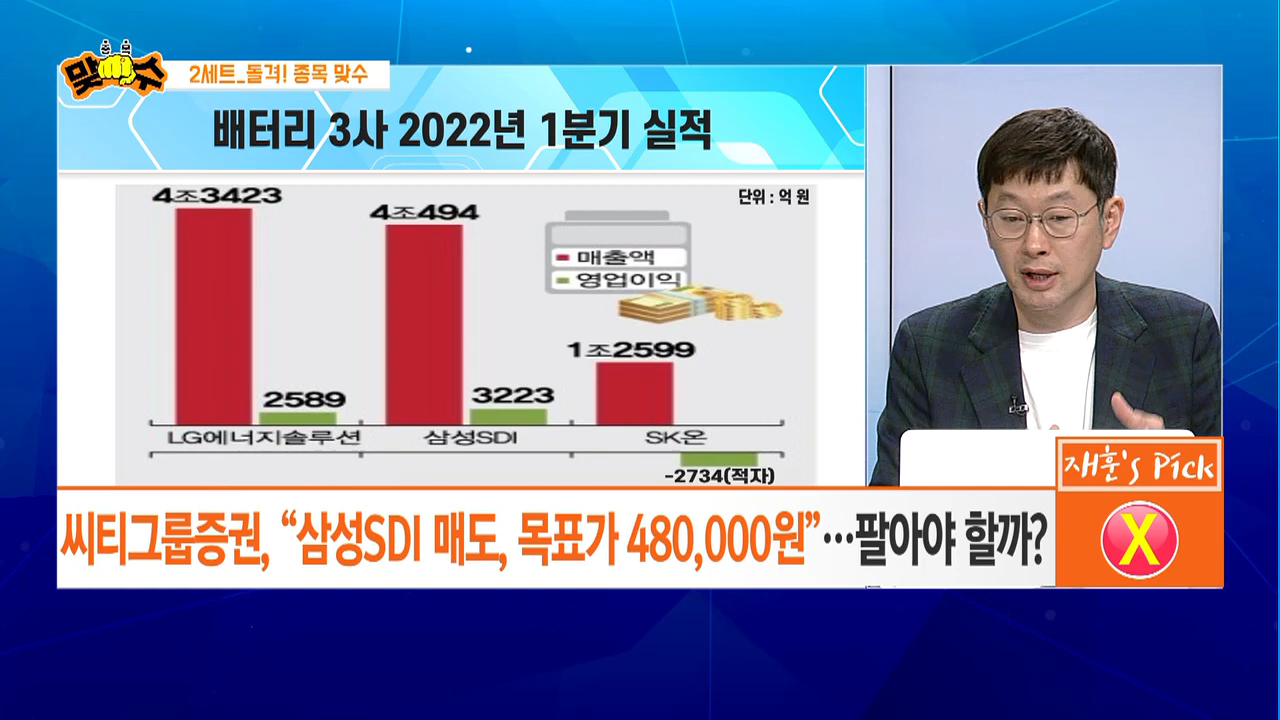 종목
맞수
2세트_돌격! 종목 맞수
배터리 3사 2022년 1분기 실적
단위 : 억 원
4조3423
4조494
매출액
영업이익
1조2599
2589
3223
LG에너지솔루션
삼성SDI
SK온
-2734(적자)
재훈's Pick
씨티그룹증권, “삼성SDI 매도, 목표가 480,000원”…팔아야 할까?
X